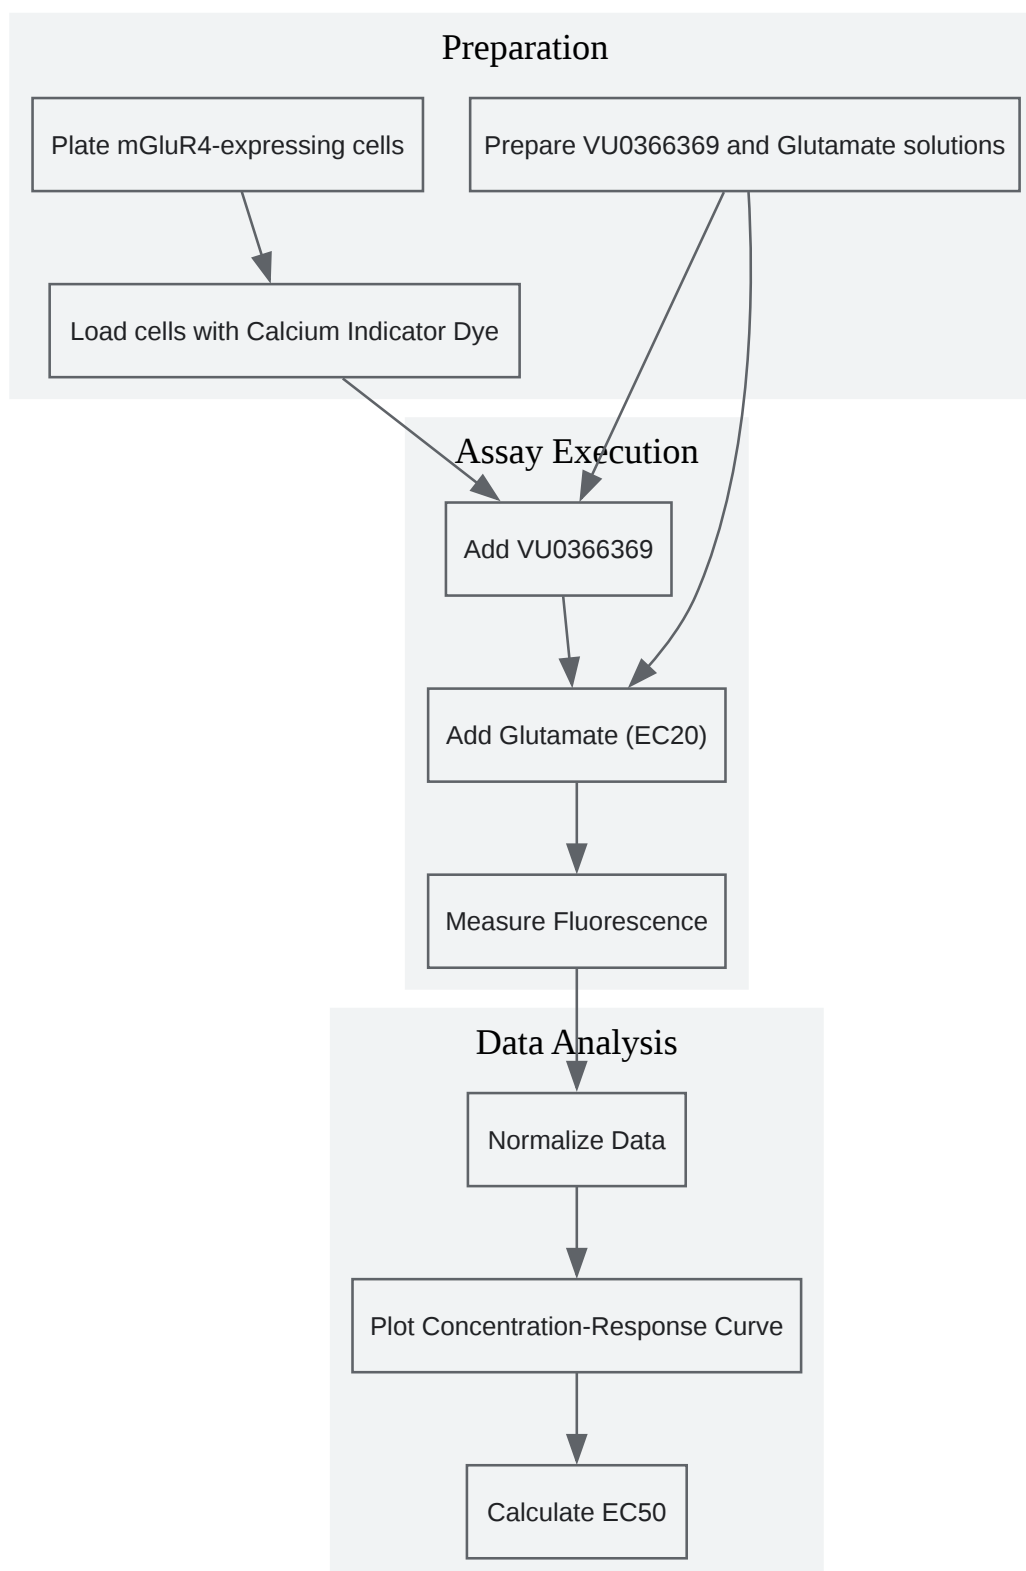 Preparation
Plate mGluR4-expressing cells
Prepare VU0366369 and Glutamate solutions
Load cells with Calcium Indicator Dye
Assay Execution
Add VU0366369
Add Glutamate (EC20)
Measure Fluorescence
Data Analysis
Normalize Data
Plot Concentration-Response Curve
Calculate EC50